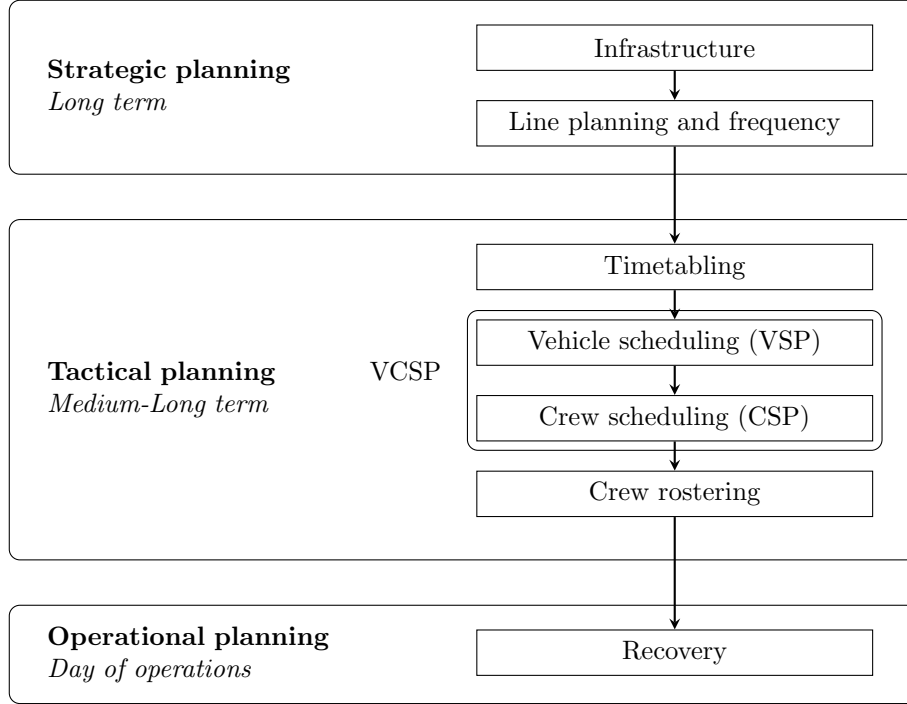 Strategic planning
Long term
Infrastructure
Line planning and frequency
Tactical planning
Medium-Long term
VCSP
Timetabling
Vehicle scheduling (VSP)
Crew scheduling (CSP)
Crew rostering
Operational planning
Day of operations
Recovery